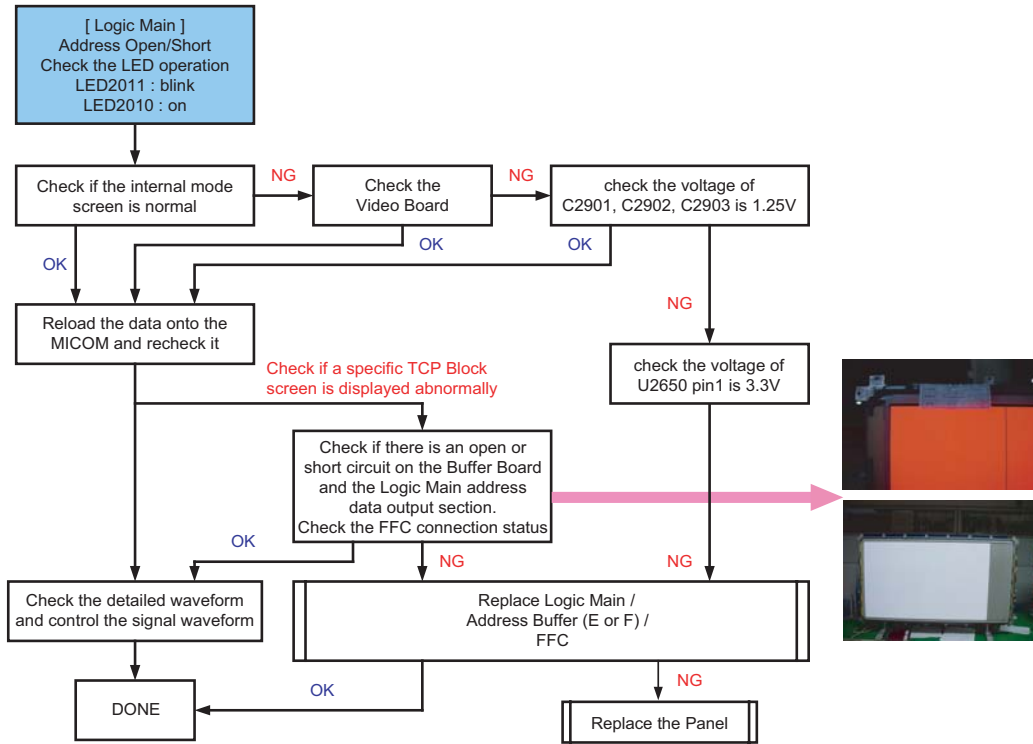 [ Logic Main ]
Address Open/Short
Check the LED operation
LED2011 : blink
LED2010 : on
Check if the internal mode
screen is normal
NG
Check the
Video Board
NG
check the voltage of
C2901, C2902, C2903 is 1.25V
OK
OK
OK
NG
Reload the data onto the
MICOM and recheck it
check the voltage of
U2650 pin1 is 3.3V
Check if a specific TCP Block
screen is displayed abnormally
Check if there is an open or
short circuit on the Buffer Board
and the Logic Main address
data output section.
Check the FFC connection status
OK
NG
NG
Check the detailed waveform
and control the signal waveform
Replace Logic Main /
Address Buffer (E or F) /
FFC
OK
NG
DONE
Replace the Panel